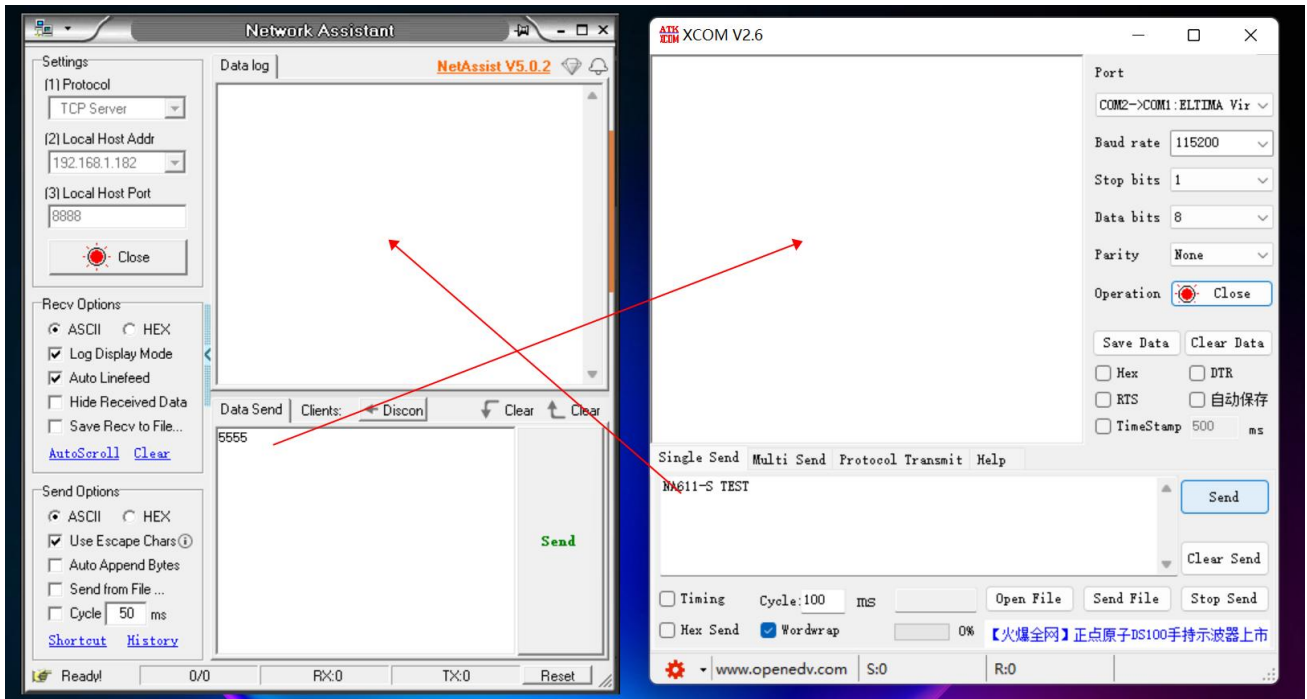 Network Assistant
Settings
(1) Protocol
TCP Server
(2) Local Host Addr
192.168.1.182
(3) Local Host Port
8888
Close
Recv Options
ASCII HEX
Log Display Mode
Auto Linefeed
Hide Received Data
Save Recv to File...
AutoScroll Clear
Send Options
ASCII HEX
Use Escape Chars
Auto Append Bytes
Send from File ...
Cycle 50 ms
Shortcut History
Data log NetAssist V5.0.2
Data Send Clients: Discon Clear Clear
5555
Send
Ready! 0/0 RX:0 TX:0 Reset
ATK XCOM XCOM V2.6
Port
COM2->COM1:ELTIMA Vir
Baud rate 115200
Stop bits 1
Data bits 8
Parity None
Operation Close
Save Data Clear Data
Hex DTR
RTS 自动保存
TimeStamp 500 ms
Single Send Multi Send Protocol Transmit Help
NA611-S TEST
Send
Clear Send
Timing Cycle:100 ms Open File Send File Stop Send
Hex Send Wordwrap 0% 【火爆全网】正点原子DS100手持示波器上市
www.openedv.com S:0 R:0